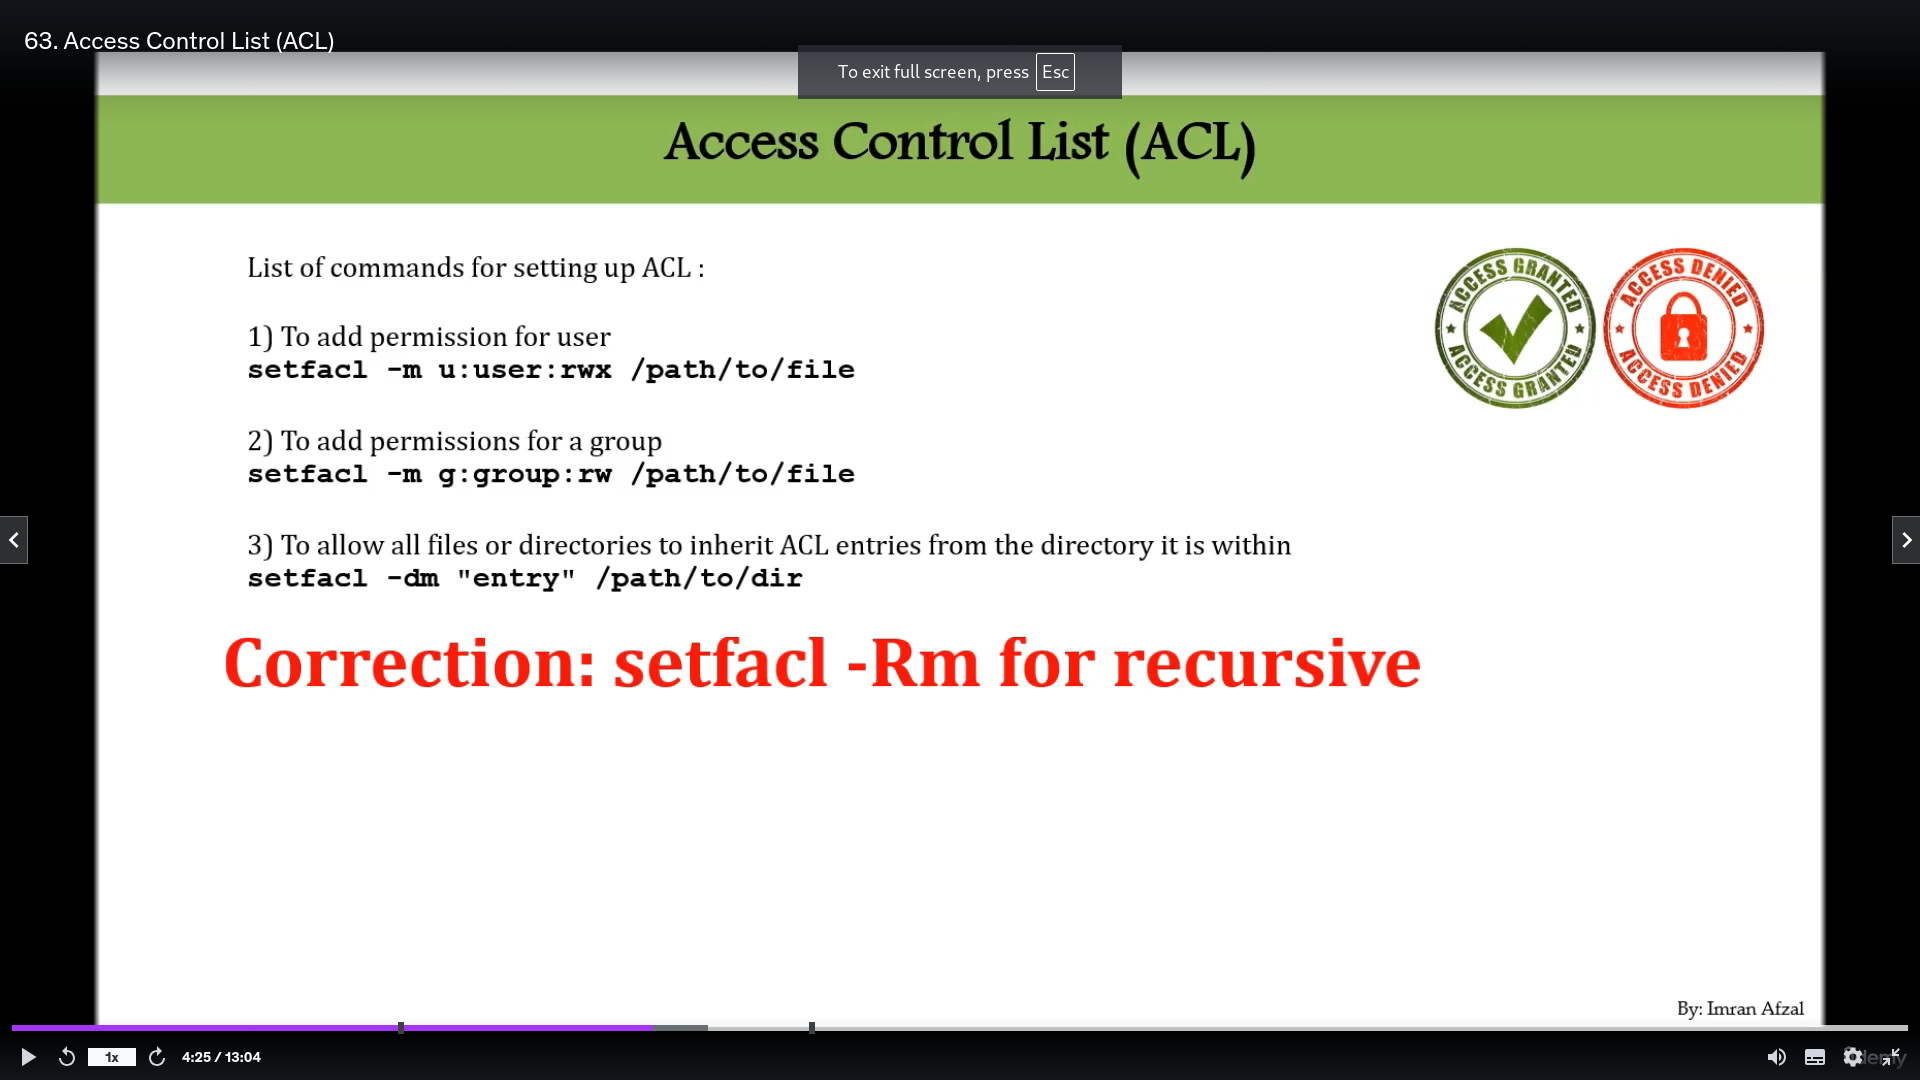 63. Access Control List (ACL)
To exit full screen, press Esc
Access Control List (ACL)
List of commands for setting up ACL :
ACCESS GRANTED
ACCESS GRANTED
ACCESS DENIED
ACCESS DENIED
1) To add permission for user
setfacl -m u:user:rwx /path/to/file
2) To add permissions for a group
setfacl -m g:group:rw /path/to/file
3) To allow all files or directories to inherit ACL entries from the directory it is within
setfacl -dm "entry" /path/to/dir
Correction: setfacl -Rm for recursive
By: Imran Afzal
1x
4:25 / 13:04